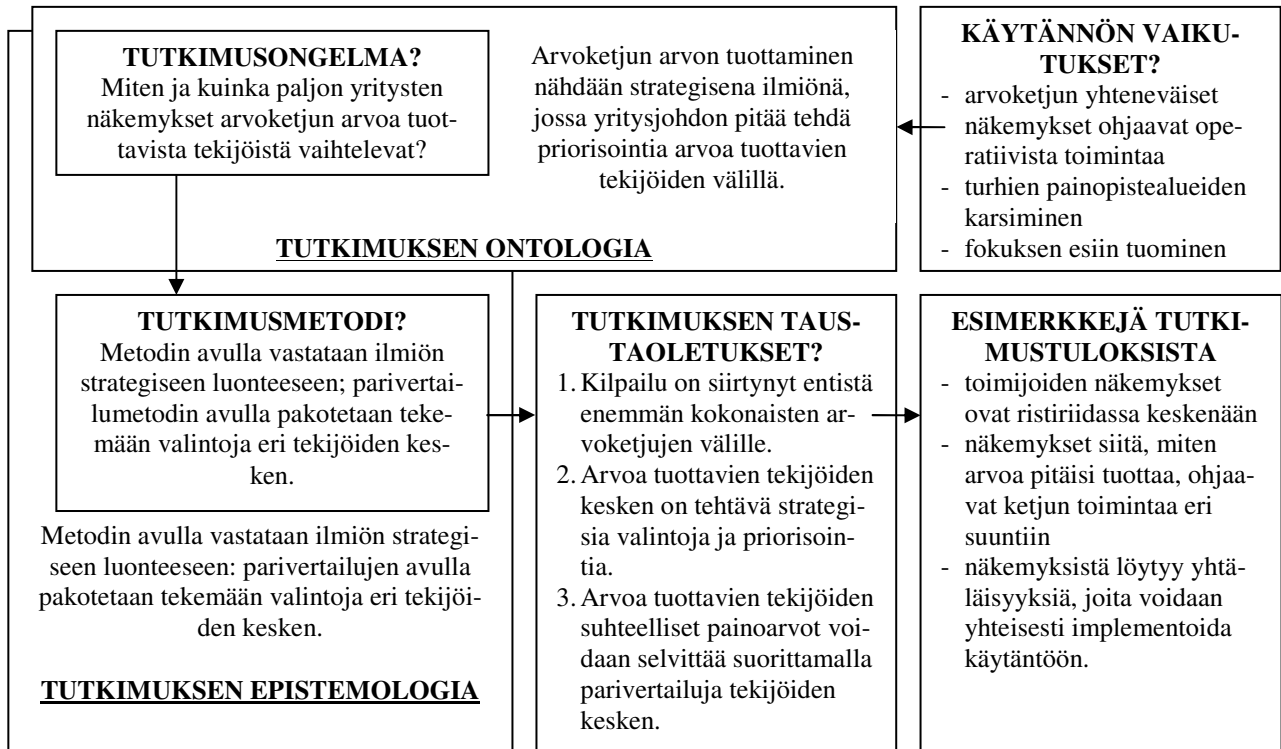 TUTKIMUSONGELMA?
Miten ja kuinka paljon yritysten
näkemykset arvoketjun arvoa tuot-
tavista tekijöistä vaihtelevat?
Arvoketjun arvon tuottaminen
nähdään strategisena ilmiönä,
jossa yritysjohdon pitää tehdä
priorisointia arvoa tuottavien
tekijöiden välillä.
TUTKIMUKSEN ONTOLOGIA
KÄYTÄNNÖN VAIKU-
TUKSET?
- arvoketjun yhteneväiset
näkemykset ohjaavat ope-
ratiivista toimintaa
- turhien painopistealueiden
karsiminen
- fokuksen esiin tuominen
TUTKIMUSMETODI?
Metodin avulla vastataan ilmiön
strategiseen luonteeseen; parivertai-
lumetodin avulla pakotetaan teke-
mään valintoja eri tekijöiden kes-
ken.
Metodin avulla vastataan ilmiön strategi-
seen luonteeseen: parivertailujen avulla
pakotetaan tekemään valintoja eri tekijöi-
den kesken.
TUTKIMUKSEN EPISTEMOLOGIA
TUTKIMUKSEN TAUS-
TAOLETUKSET?
1. Kilpailu on siirtynyt entistä
enemmän kokonaisten ar-
voketjujen välille.
2. Arvoa tuottavien tekijöiden
kesken on tehtävä strategi-
sia valintoja ja priorisoin-
tia.
3. Arvoa tuottavien tekijöiden
suhteelliset painoarvot voi-
daan selvittää suorittamalla
parivertailuja tekijöiden
kesken.
ESIMERKKEJÄ TUTKI-
MUSTULOKSISTA
- toimijoiden näkemykset
ovat ristiriidassa keskenään
- näkemykset siitä, miten
arvoa pitäisi tuottaa, ohjaa-
vat ketjun toimintaa eri
suuntiin
- näkemyksistä löytyy yhtä-
läisyyksiä, joita voidaan
yhteisesti implementoida
käytäntöön.